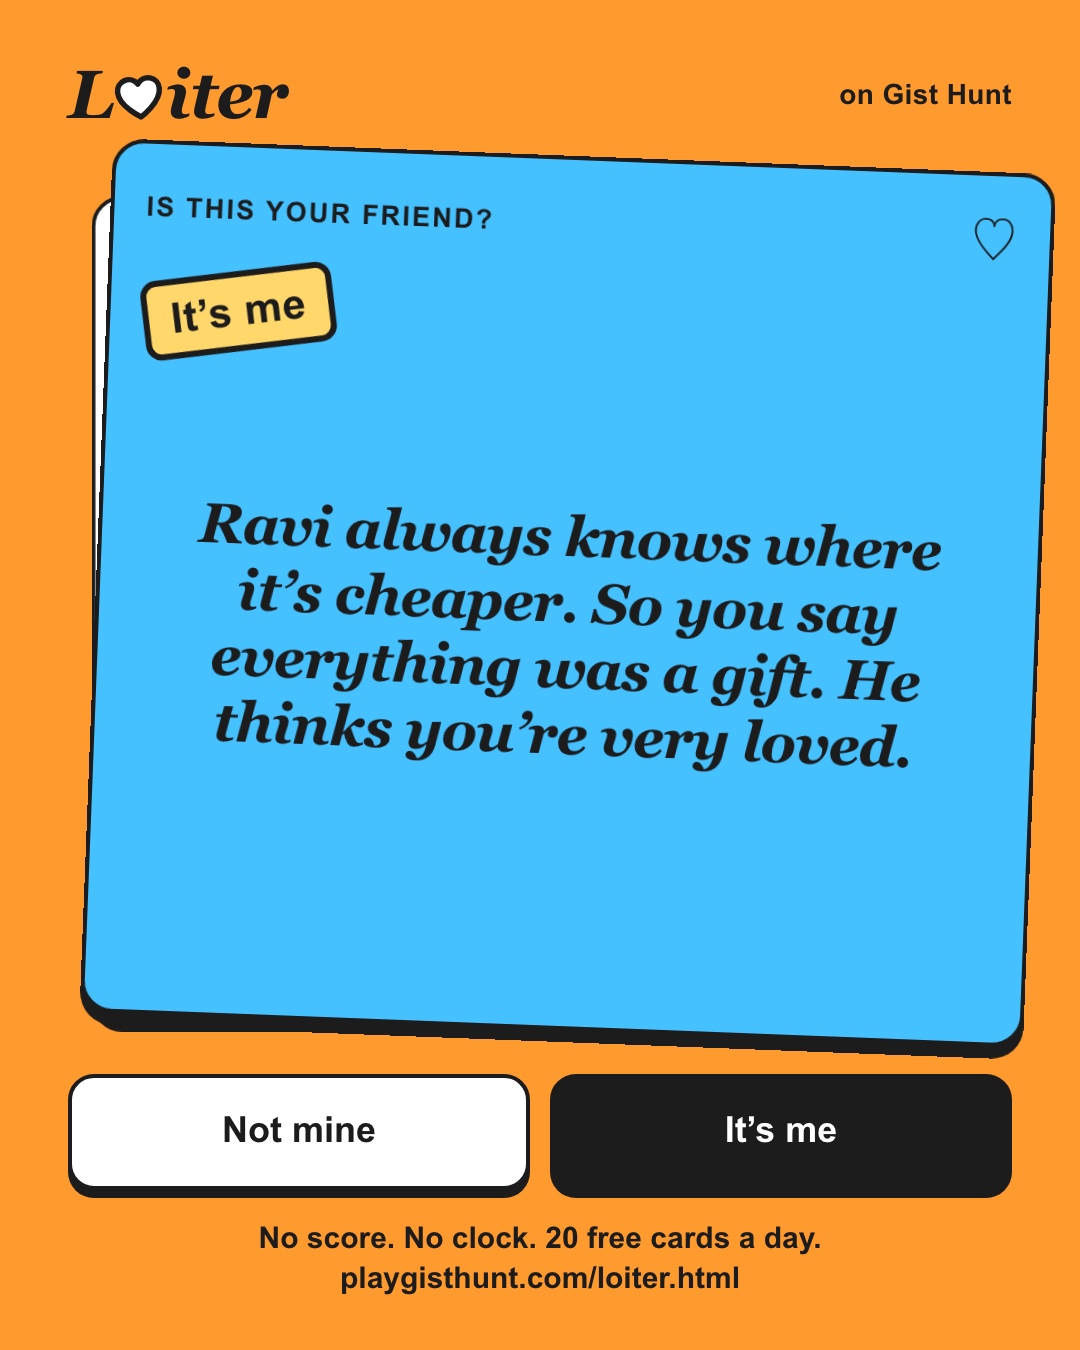 Loiter
on Gist Hunt
IS THIS YOUR FRIEND?
It’s me
Ravi always knows where
it’s cheaper. So you say
everything was a gift. He
thinks you’re very loved.
Not mine
It’s me
No score. No clock. 20 free cards a day.
playgisthunt.com/loiter.html